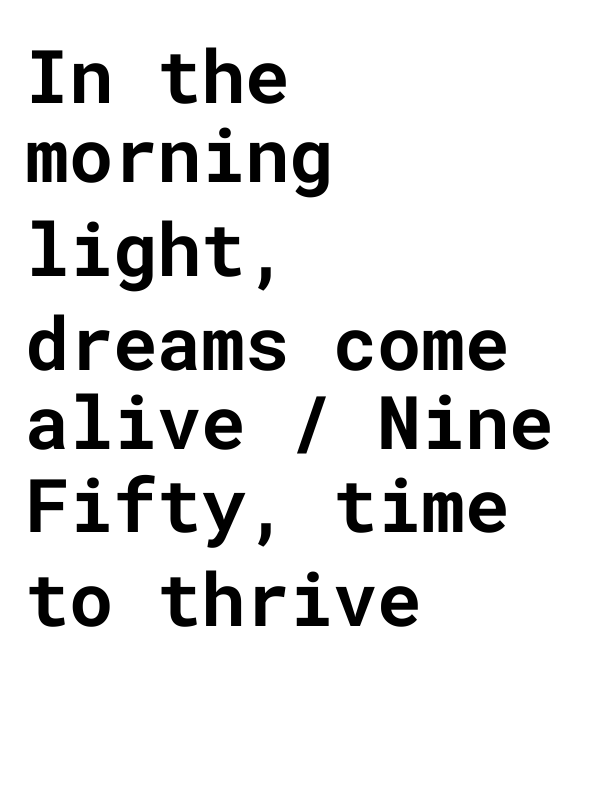 In the
morning
light,
dreams come
alive / Nine
Fifty, time
to thrive